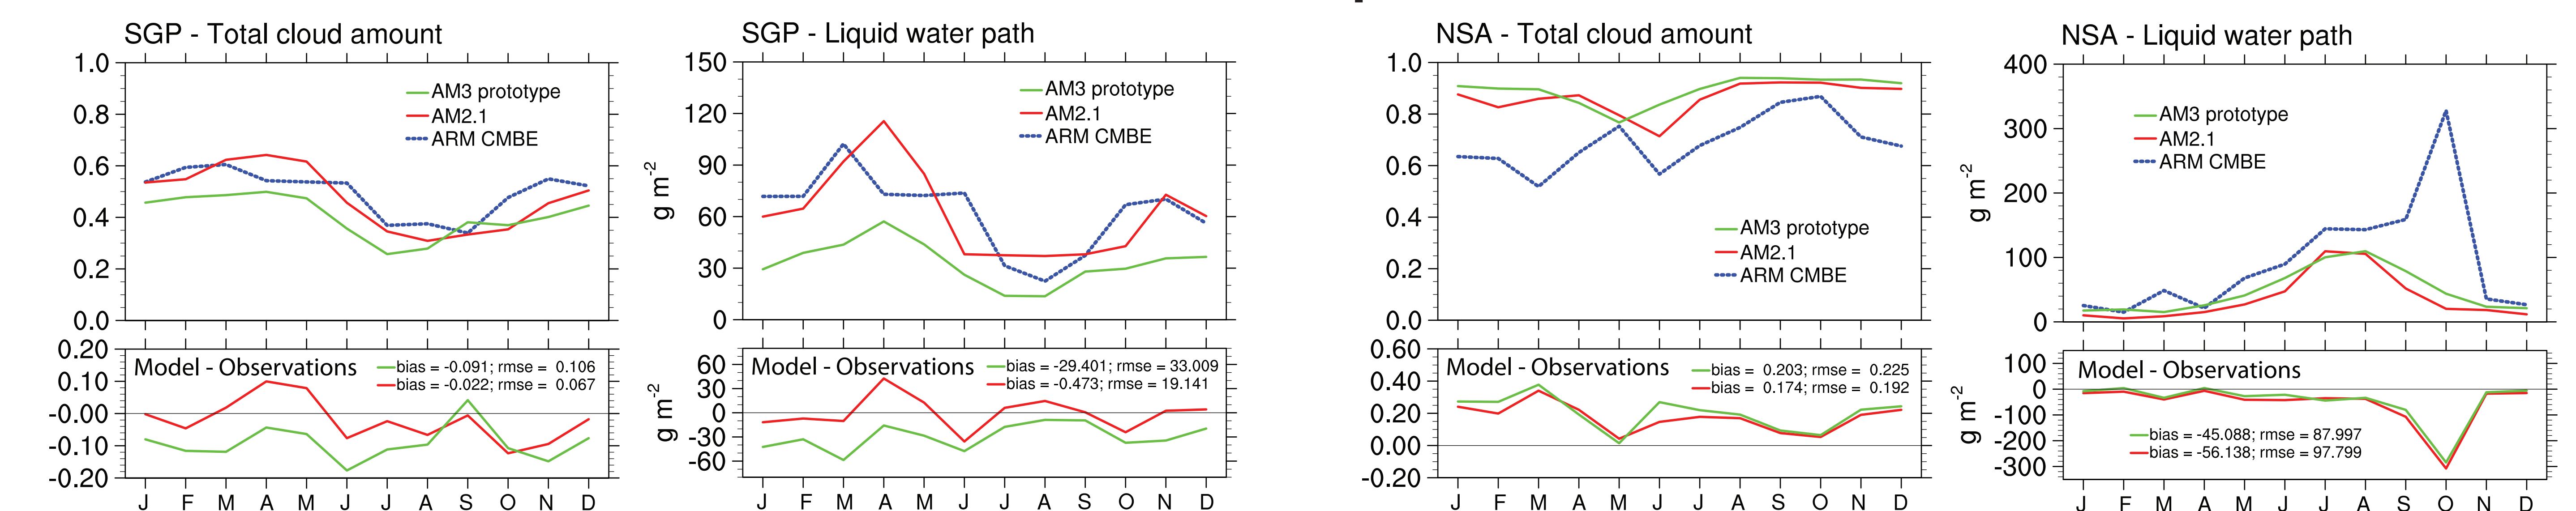 SGP - Total cloud amount
1.0
0.8
0.6
0.4
0.2
0.0
AM3 prototype
AM2.1
ARM CMBE
0.20
0.10
-0.00
-0.10
-0.20
Model - Observations
bias = -0.091; rmse = 0.106
bias = -0.022; rmse = 0.067
J F M A M J J A S O N D
SGP - Liquid water path
150
120
90
60
30
0
g m-2
AM3 prototype
AM2.1
ARM CMBE
60
30
0
-30
-60
g m-2
Model - Observations
bias = -29.401; rmse = 33.009
bias = -0.473; rmse = 19.141
J F M A M J J A S O N D
NSA - Total cloud amount
1.0
0.8
0.6
0.4
0.2
0.0
AM3 prototype
AM2.1
ARM CMBE
0.60
0.40
0.20
0.00
-0.20
Model - Observations
bias = 0.203; rmse = 0.225
bias = 0.174; rmse = 0.192
J F M A M J J A S O N D
NSA - Liquid water path
400
300
200
100
0
g m-2
AM3 prototype
AM2.1
ARM CMBE
100
0
-100
-200
-300
g m-2
Model - Observations
bias = -45.088; rmse = 87.997
bias = -56.138; rmse = 97.799
J F M A M J J A S O N D